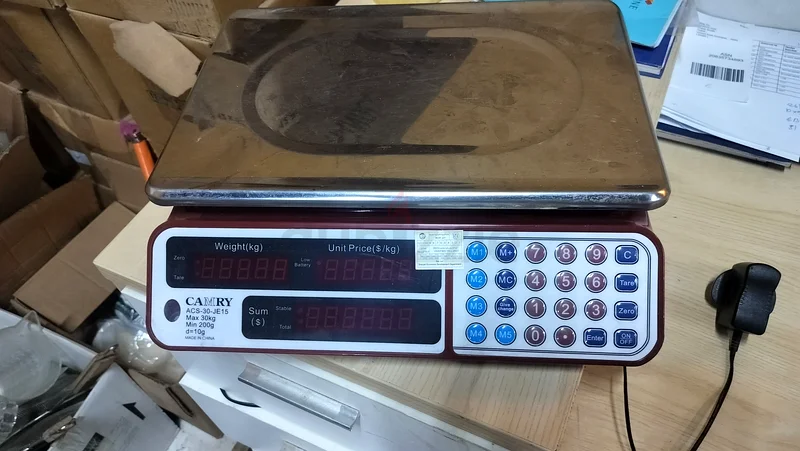 Weight(kg)
Unit Price($/kg)
Zero
Low
Battery
Tare
CAMRY
ACS-30-JE15
Max 30kg
Min 200g
d=10g
MADE IN CHINA
Sum
($)
Stable
Total
M1 M+ 7 8 9 C
M2 MC 4 5 6 Tare
M3 Give change 1 2 3 Zero
M4 M5 0 • Enter ON OFF